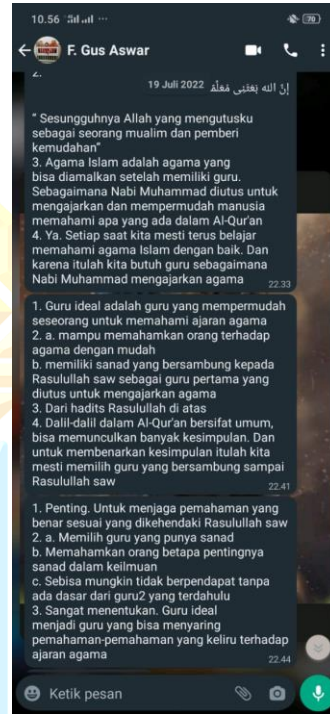 10.56
70
F. Gus Aswar
2.
19 Juli 2022
إنّ الله بعثني مُعلّمًا
“ Sesungguhnya Allah yang mengutusku
sebagai seorang mualim dan pemberi
kemudahan”
3. Agama Islam adalah agama yang
bisa diamalkan setelah memiliki guru.
Sebagaimana Nabi Muhammad diutus untuk
mengajarkan dan mempermudah manusia
memahami apa yang ada dalam Al-Qur'an
4. Ya. Setiap saat kita mesti terus belajar
memahami agama Islam dengan baik. Dan
karena itulah kita butuh guru sebagaimana
Nabi Muhammad mengajarkan agama
22.33
1. Guru ideal adalah guru yang mempermudah
seseorang untuk memahami ajaran agama
2. a. mampu memahamkan orang terhadap
agama dengan mudah
b. memiliki sanad yang bersambung kepada
Rasulullah saw sebagai guru pertama yang
diutus untuk mengajarkan agama
3. Dari hadits Rasulullah di atas
4. Dalil-dalil dalam Al-Qur'an bersifat umum,
bisa memunculkan banyak kesimpulan. Dan
untuk membenarkan kesimpulan itulah kita
mesti memilih guru yang bersambung sampai
Rasulullah saw
22.41
1. Penting. Untuk menjaga pemahaman yang
benar sesuai yang dikehendaki Rasulullah saw
2. a. Memilih guru yang punya sanad
b. Memahamkan orang betapa pentingnya
sanad dalam keilmuan
c. Sebisa mungkin tidak berpendapat tanpa
ada dasar dari guru2 yang terdahulu
3. Sangat menentukan. Guru ideal
menjadi guru yang bisa menyaring
pemahaman-pemahaman yang keliru terhadap
ajaran agama
22.44
Ketik pesan